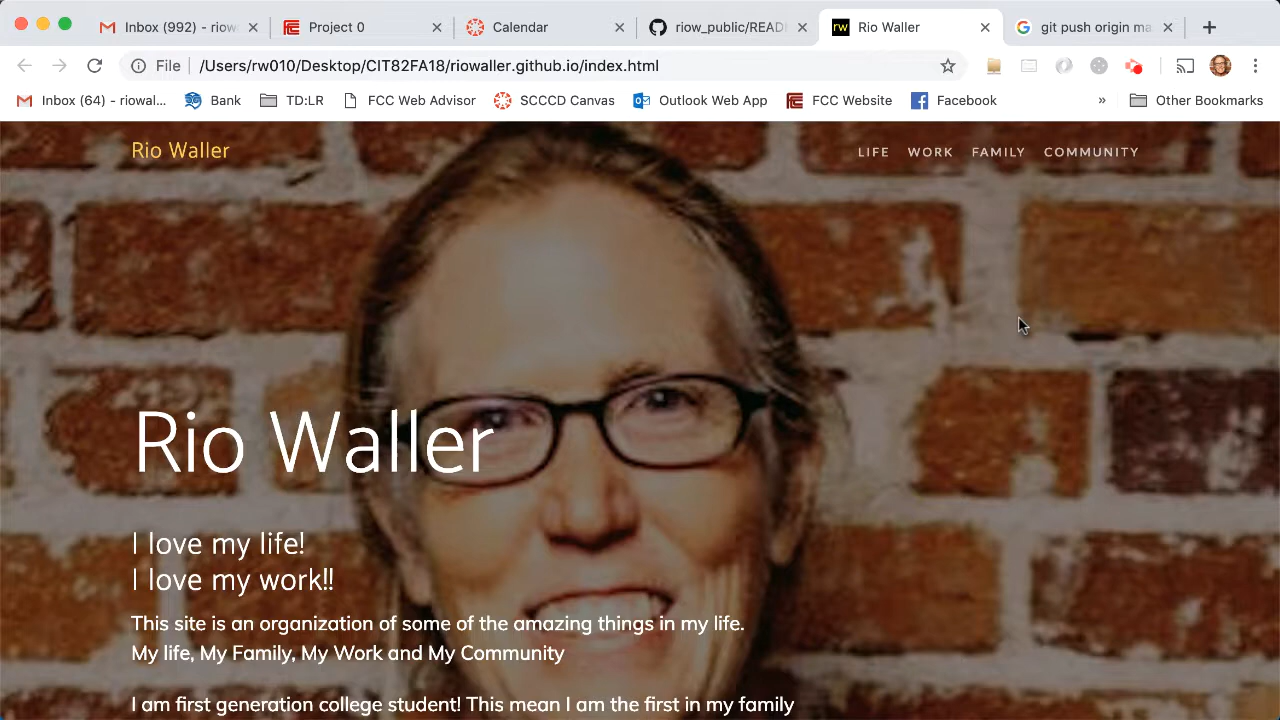 Inbox (992) - riow
Project 0
Calendar
riow_public/READ
rw
Rio Waller
git push origin ma
File
/Users/rw010/Desktop/CIT82FA18/riowaller.github.io/index.html
Bank
TD:LR
FCC Web Advisor
SCCCD Canvas
Outlook Web App
FCC Website
Facebook
»
Other Bookmarks
Rio Waller
LIFE WORK FAMILY COMMUNITY
Rio Waller
I love my life!
I love my work!!
This site is an organization of some of the amazing things in my life.
My life, My Family, My Work and My Community
I am first generation college student! This mean I am the first in my family